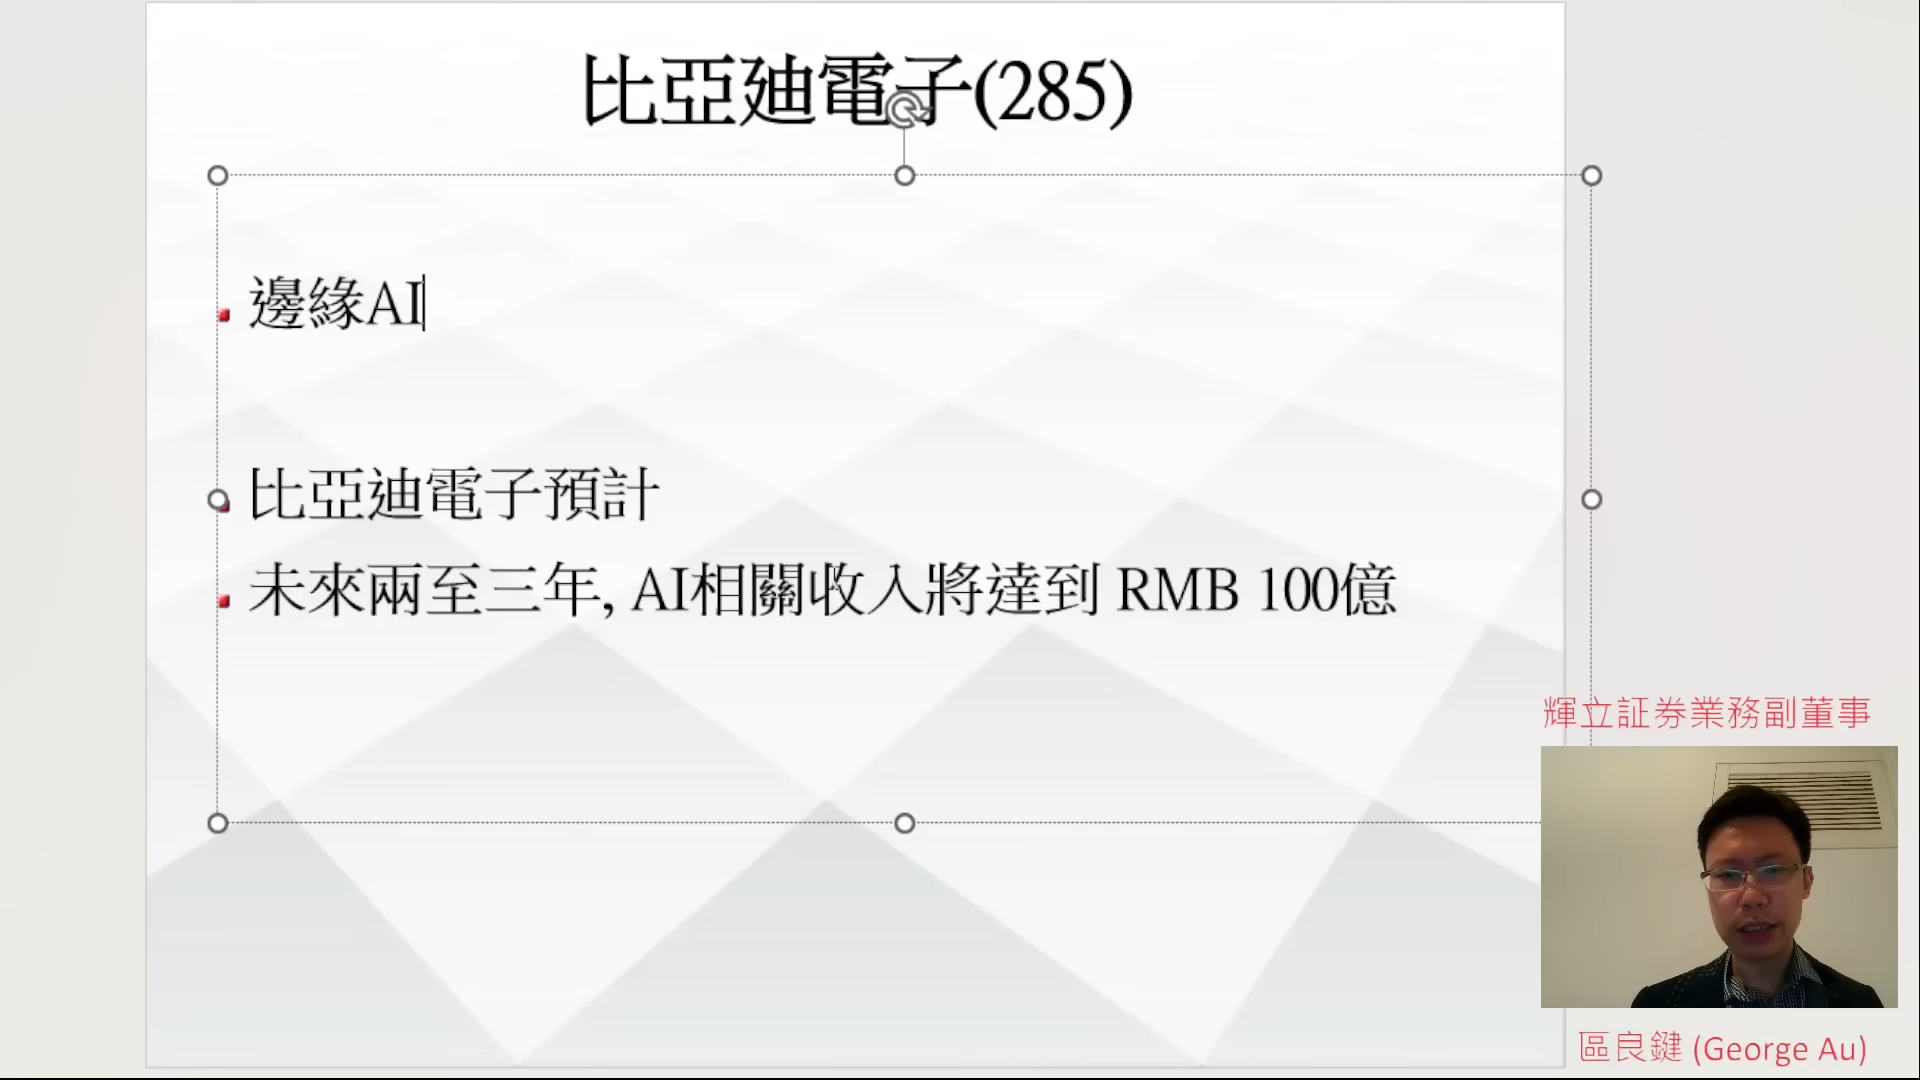 比亞迪電子(285)
邊緣AI
比亞迪電子預計
未來兩至三年, AI相關收入將達到 RMB 100億
輝立証券業務副董事
區良鍵 (George Au)